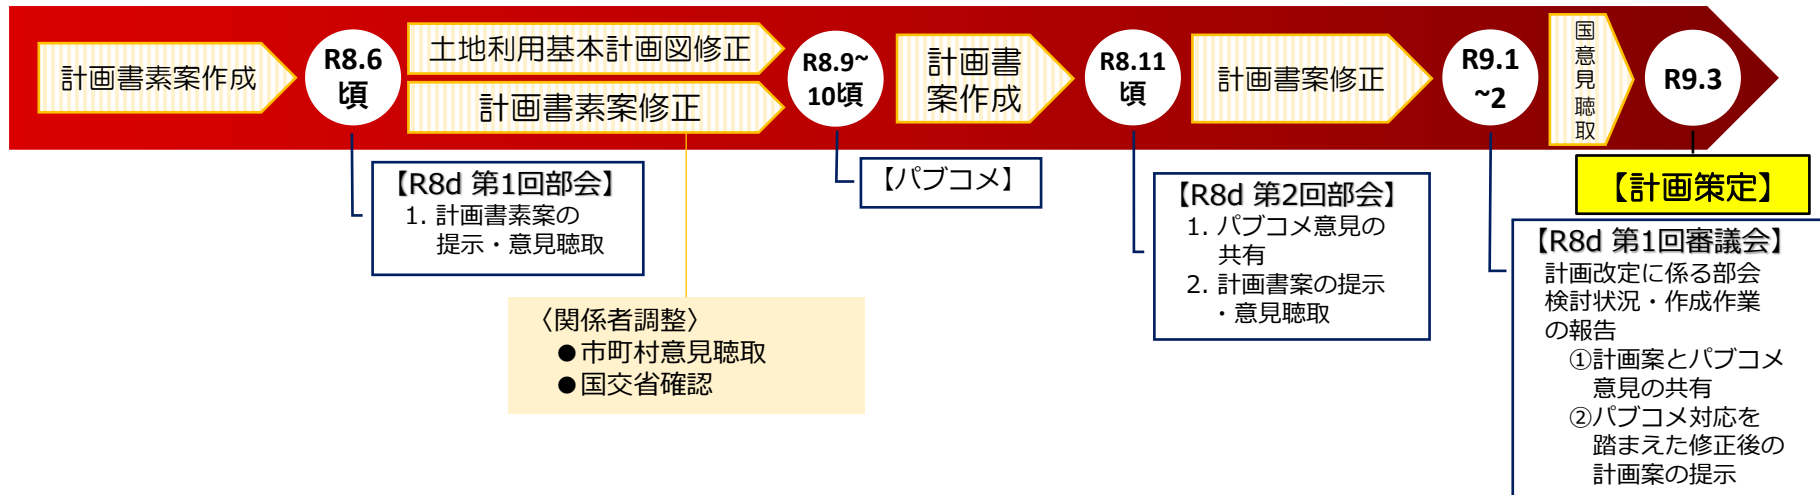 計画書素案作成
R8.6
頃
土地利用基本計画図修正
計画書素案修正
R8.9~
10頃
計画書
案作成
R8.11
頃
計画書案修正
R9.1
~2
国意見聴取
R9.3
【R8d 第1回部会】
1. 計画書素案の
提示・意見聴取
〈関係者調整〉
●市町村意見聴取
●国交省確認
【パブコメ】
【R8d 第2回部会】
1. パブコメ意見の
共有
2. 計画書案の提示
・意見聴取
【計画策定】
【R8d 第1回審議会】
計画改定に係る部会
検討状況・作成作業
の報告
①計画案とパブコメ
意見の共有
②パブコメ対応を
踏まえた修正後の
計画案の提示